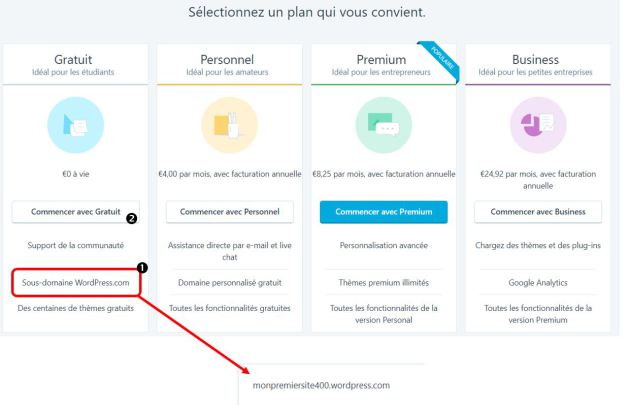 Sélectionnez un plan qui vous convient.
Gratuit
Idéal pour les étudiants
€0 à vie
Commencer avec Gratuit
2
Support de la communauté
1
Sous-domaine WordPress.com
Des centaines de thèmes gratuits
Personnel
Idéal pour les amateurs
€4,00 par mois, avec facturation annuelle
Commencer avec Personnel
Assistance directe par e-mail et live
chat
Domaine personnalisé gratuit
Toutes les fonctionnalités gratuites
POPULAIRE
Premium
Idéal pour les entrepreneurs
€8,25 par mois, avec facturation annuelle
Commencer avec Premium
Personnalisation avancée
Thèmes premium illimités
Toutes les fonctionnalités de la
version Personal
Business
Idéal pour les petites entreprises
€24,92 par mois, avec facturation
annuelle
Commencer avec Business
Chargez des thèmes et des plug-ins
Google Analytics
Toutes les fonctionnalités de la
version Premium
monpremiersite400.wordpress.com